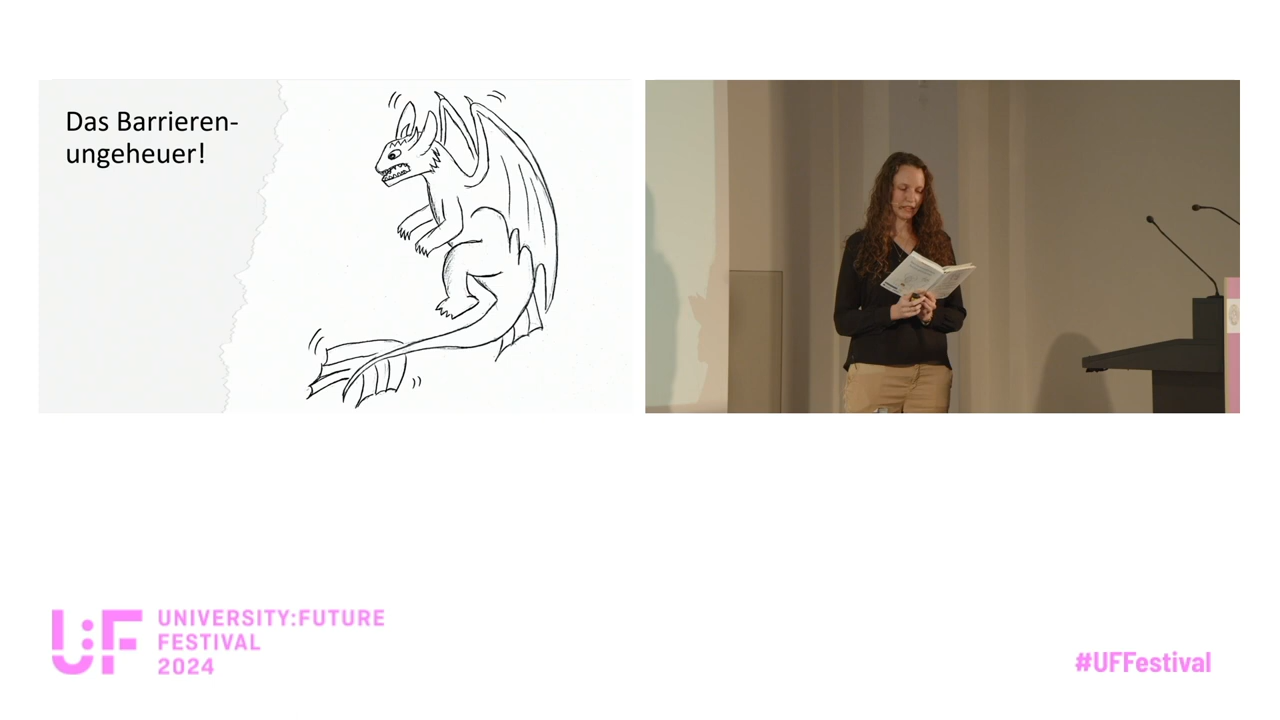 Das Barrieren-
ungeheuer!
U:F
UNIVERSITY:FUTURE
FESTIVAL
2024
#UFFestival